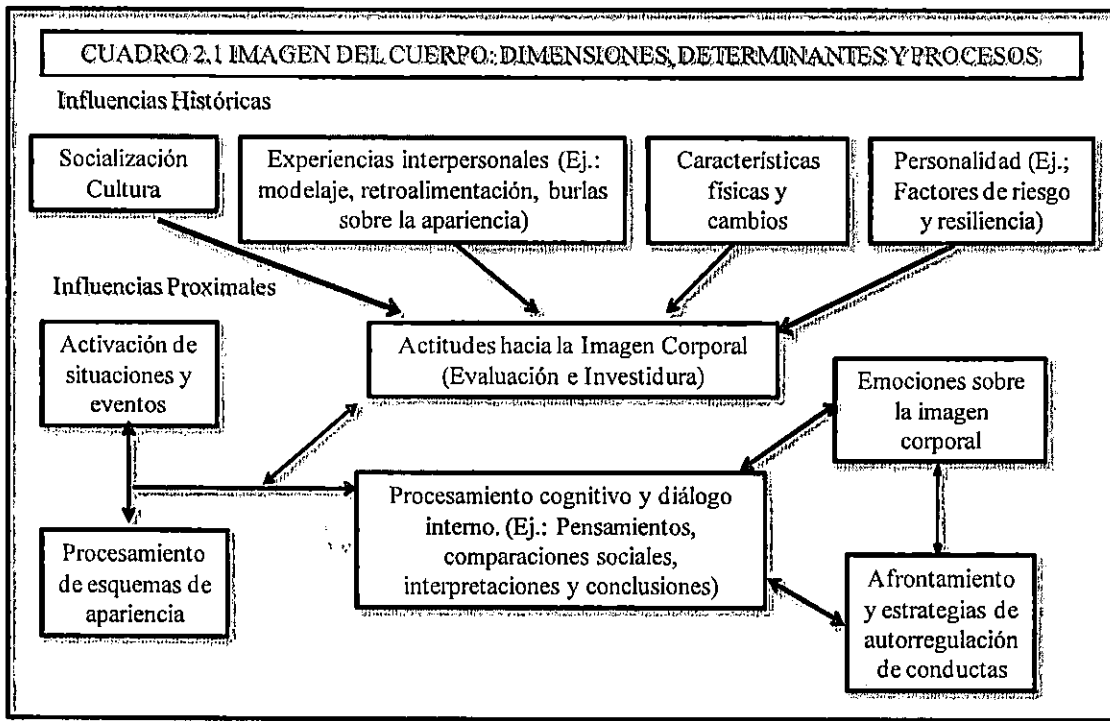 CUADRO 2.1 IMAGEN DEL CUERPO: DIMENSIONES, DETERMINANTES Y PROCESOS
Influencias Históricas
Socialización
Cultura
Experiencias interpersonales (Ej.:
modelaje, retroalimentación, burlas
sobre la apariencia)
Características
físicas y
cambios
Personalidad (Ej.;
Factores de riesgo
y resiliencia)
Influencias Proximales
Activación de
situaciones y
eventos
Actitudes hacia la Imagen Corporal
(Evaluación e Investidura)
Emociones sobre
la imagen
corporal
Procesamiento
de esquemas de
apariencia
Procesamiento cognitivo y diálogo
interno. (Ej.: Pensamientos,
comparaciones sociales,
interpretaciones y conclusiones)
Afrontamiento
y estrategias de
autorregulación
de conductas